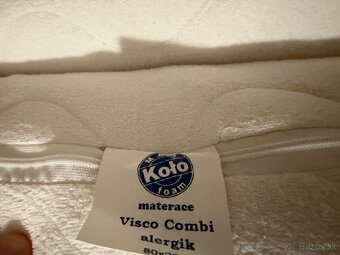 Kolo
foam
materace
Visco Combi
alergik